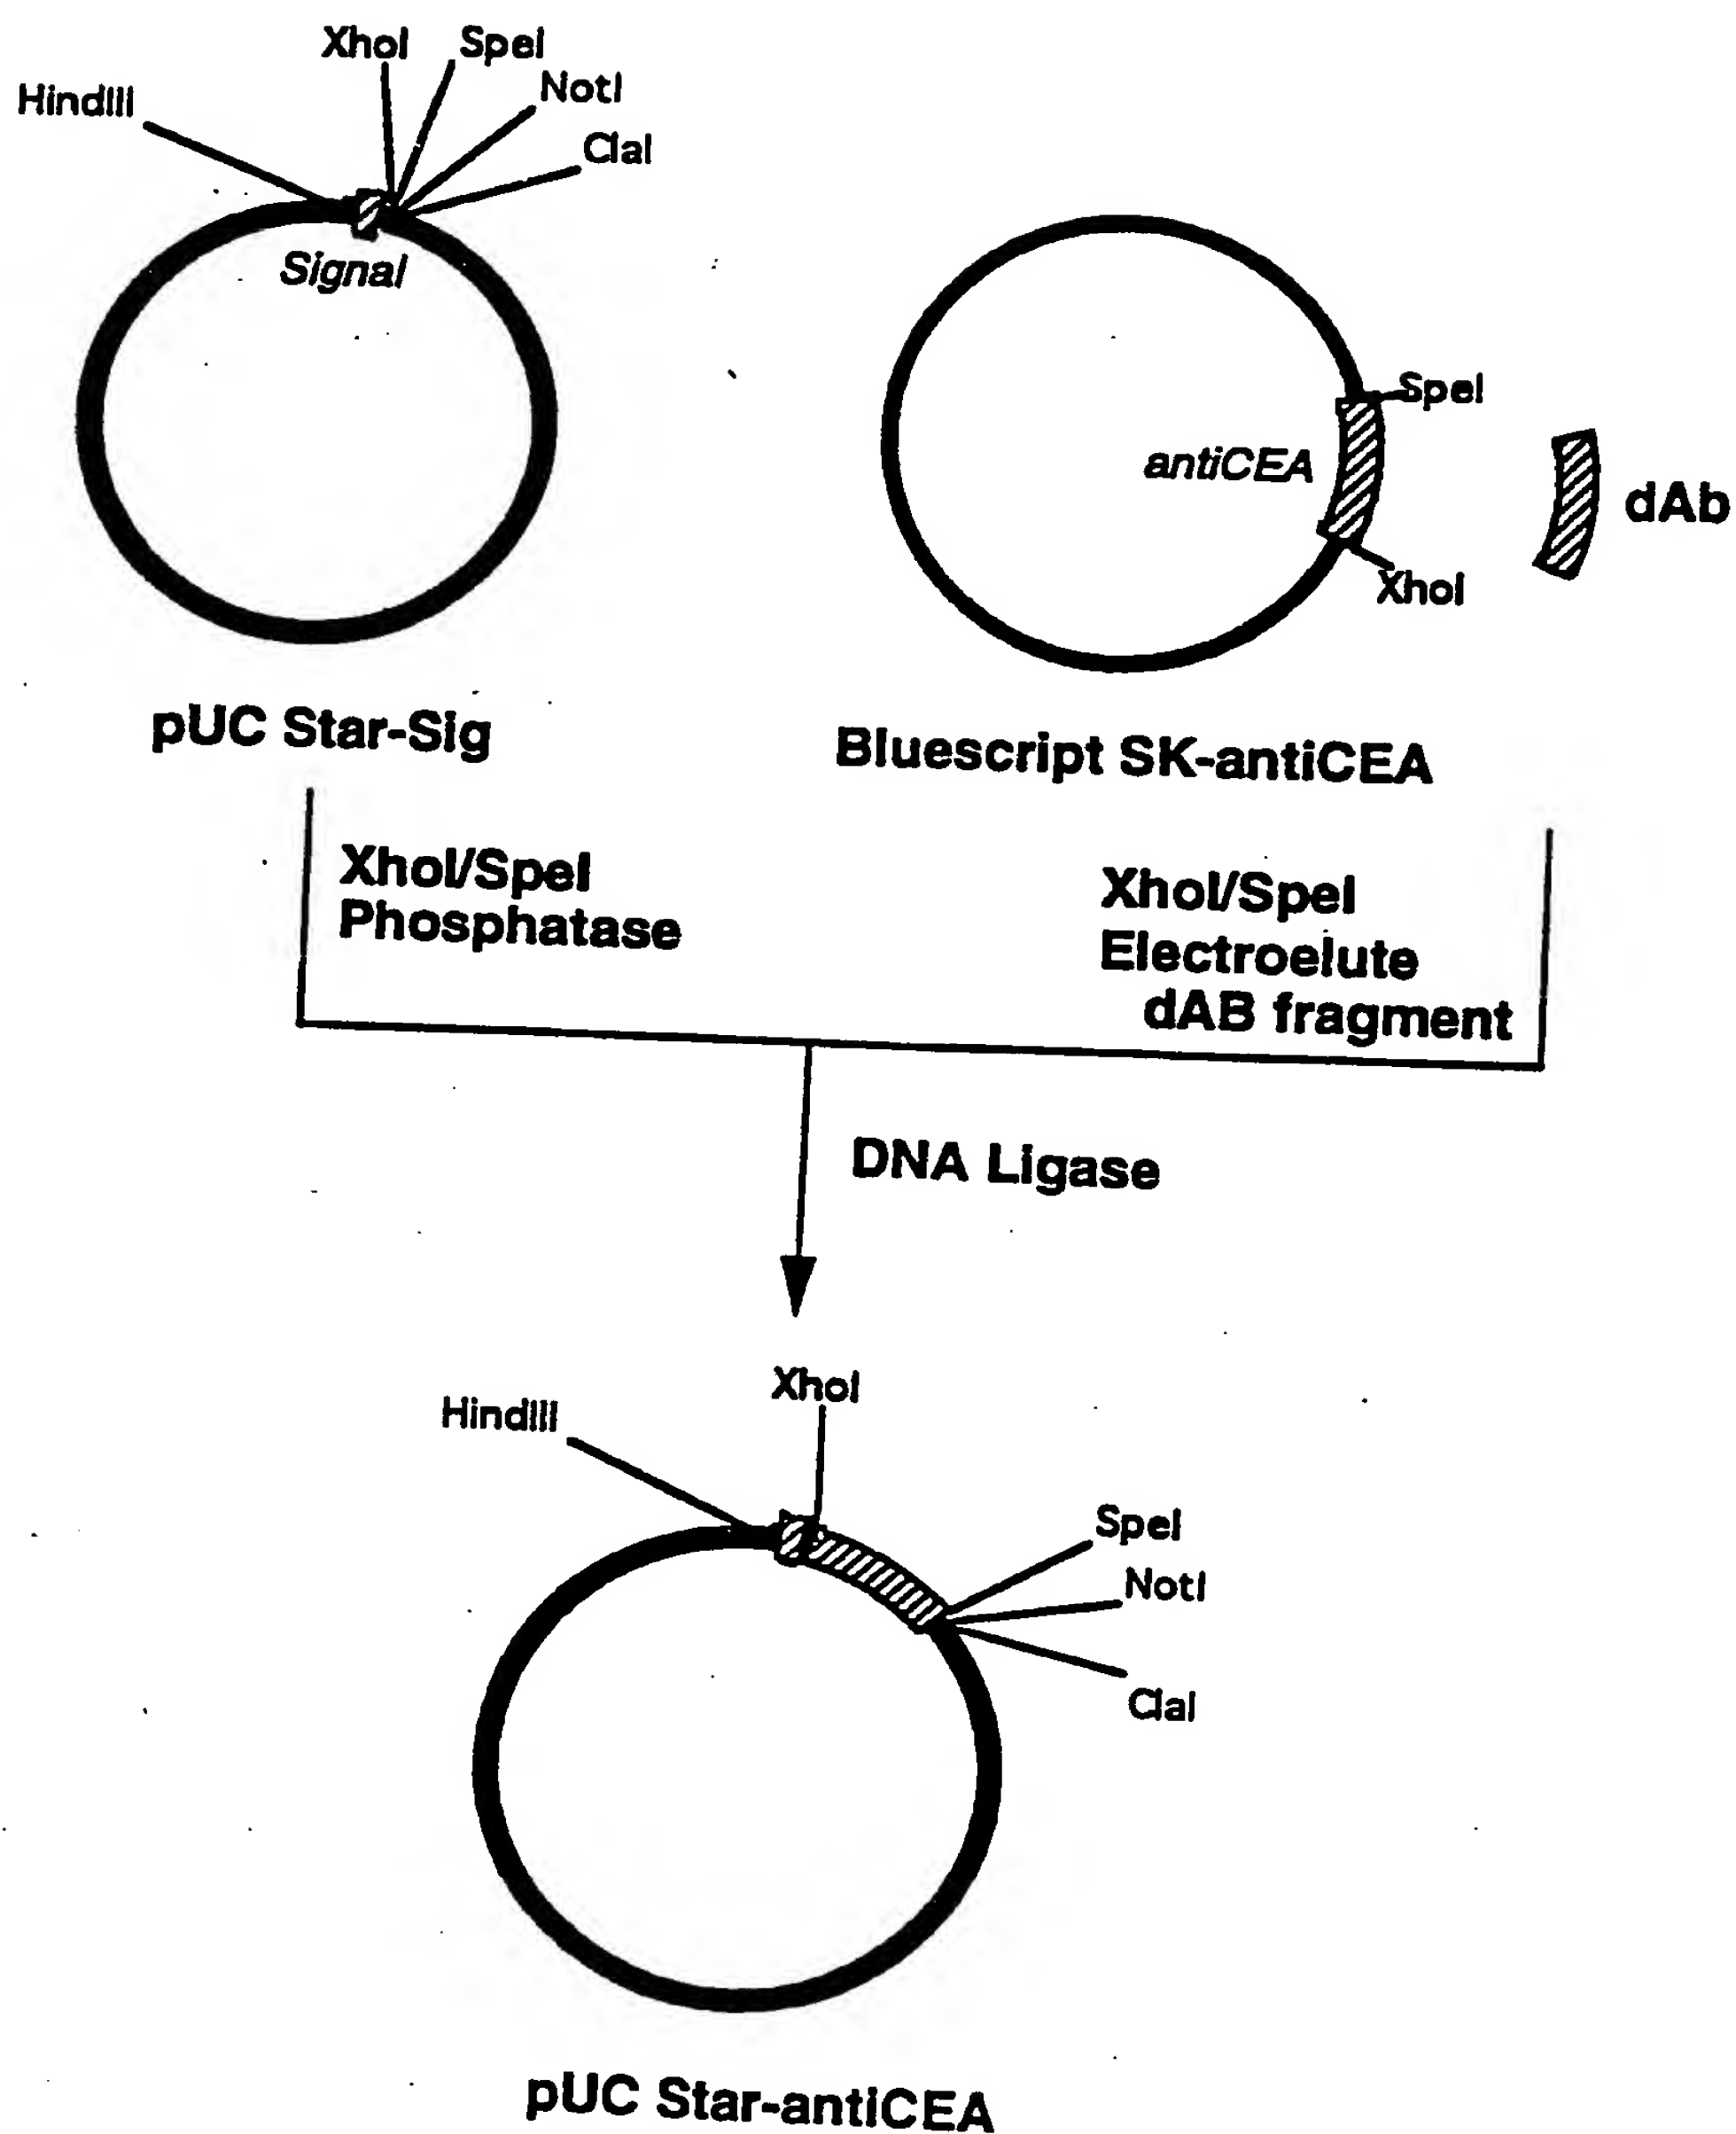 XhoI
SpeI
HindIII
NotI
ClaI
Signal
SpeI
antiCEA
dAb
XhoI
pUC Star-Sig
Bluescript SK-antiCEA
XhoI/SpeI
Phosphatase
XhoI/SpeI
Electroelute
dAB fragment
DNA Ligase
XhoI
HindIII
SpeI
NotI
ClaI
pUC Star-antiCEA